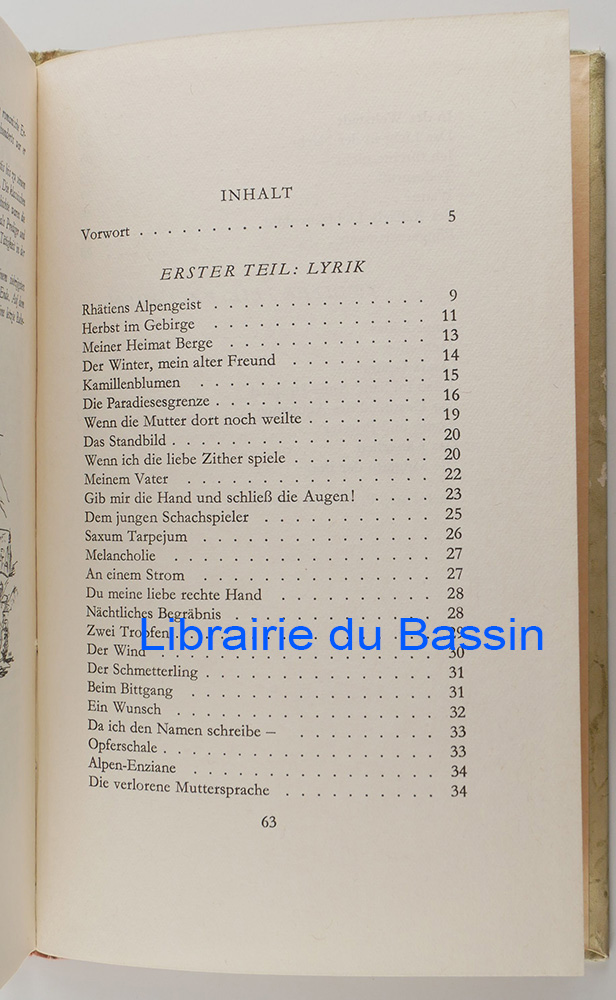 romantische En-
INHALT
Vorwort . . . . . . . . . . . . . . . . . 5
ERSTER TEIL: LYRIK
Rhätiens Alpengeist . . . . . . . . . . . . 9
Herbst im Gebirge . . . . . . . . . . . . 11
Meiner Heimat Berge . . . . . . . . . . . 13
Der Winter, mein alter Freund . . . . . . . . 14
Kamillenblumen . . . . . . . . . . . . . 15
Die Paradiesesgrenze . . . . . . . . . . . . 16
Wenn die Mutter dort noch weilte . . . . . . . 19
Das Standbild . . . . . . . . . . . . . . 20
Wenn ich die liebe Zither spiele . . . . . . . . 20
Meinem Vater . . . . . . . . . . . . . 22
Gib mir die Hand und schließ die Augen! . . . . 23
Dem jungen Schachspieler . . . . . . . . . . 25
Saxum Tarpejum . . . . . . . . . . . . . 26
Melancholie . . . . . . . . . . . . . . 27
An einem Strom . . . . . . . . . . . . . 27
Du meine liebe rechte Hand . . . . . . . . . 28
Nächtliches Begräbnis . . . . . . . . . . . 28
Zwei Tropfen . . . . . . . . . . . . . . 29
Der Wind . . . . . . . . . . . . . . . 30
Der Schmetterling . . . . . . . . . . . . . 31
Beim Bittgang . . . . . . . . . . . . . 31
Ein Wunsch . . . . . . . . . . . . . . 32
Da ich den Namen schreibe – . . . . . . . . 33
Opferschale . . . . . . . . . . . . . . . 33
Alpen-Enziane . . . . . . . . . . . . . 34
Die verlorene Muttersprache . . . . . . . . . 34
63
Librairie du Bassin